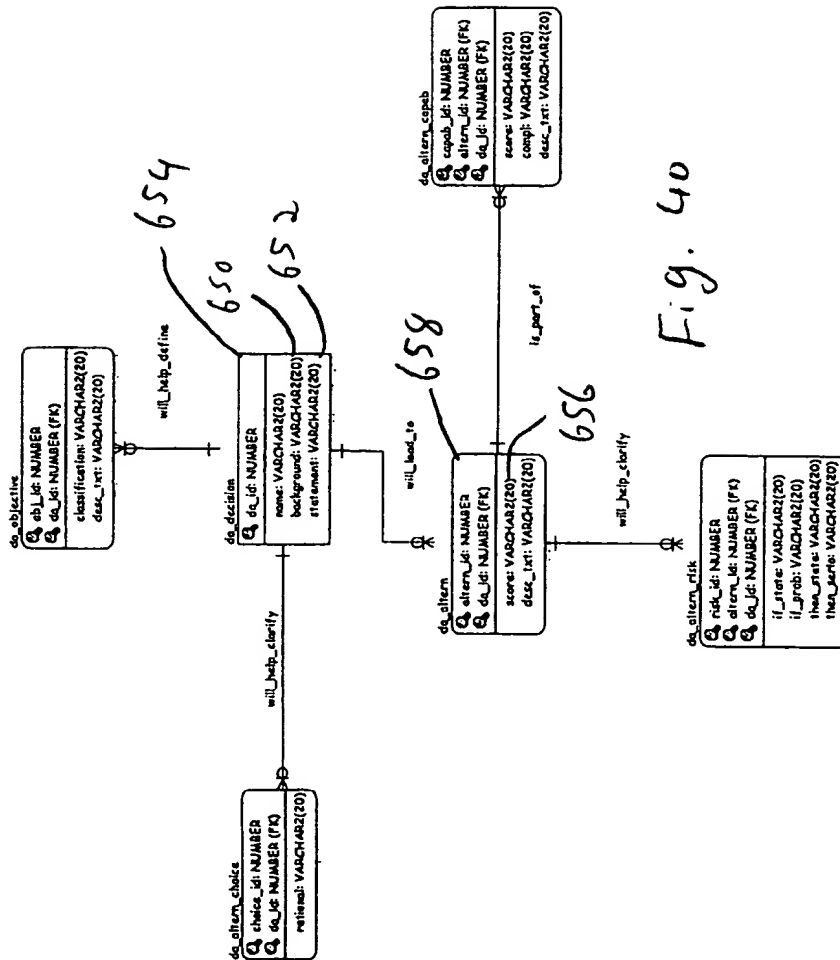 da_objective
obj_id: NUMBER
da_id: NUMBER (FK)
classification: VARCHAR2(20)
desc_txt: VARCHAR2(20)
will_help_define
654
da_decision
da_id: NUMBER
name: VARCHAR2(20)
background: VARCHAR2(20)
statement: VARCHAR2(20)
650
652
will_help_clarify
da_altern_choice
choice_id: NUMBER
da_id: NUMBER (FK)
rational: VARCHAR2(20)
will_lead_to
658
da_altern
altern_id: NUMBER
da_id: NUMBER (FK)
score: VARCHAR2(20)
desc_txt: VARCHAR2(20)
656
is_part_of
da_altern_capab
capab_id: NUMBER
altern_id: NUMBER (FK)
da_id: NUMBER (FK)
score: VARCHAR2(20)
compl: VARCHAR2(20)
desc_txt: VARCHAR2(20)
will_help_clarify
da_altern_risk
risk_id: NUMBER
altern_id: NUMBER (FK)
da_id: NUMBER (FK)
if_state: VARCHAR2(20)
if_prob: VARCHAR2(20)
then_state: VARCHAR2(20)
VARCHAR2(20)
Fig. 40